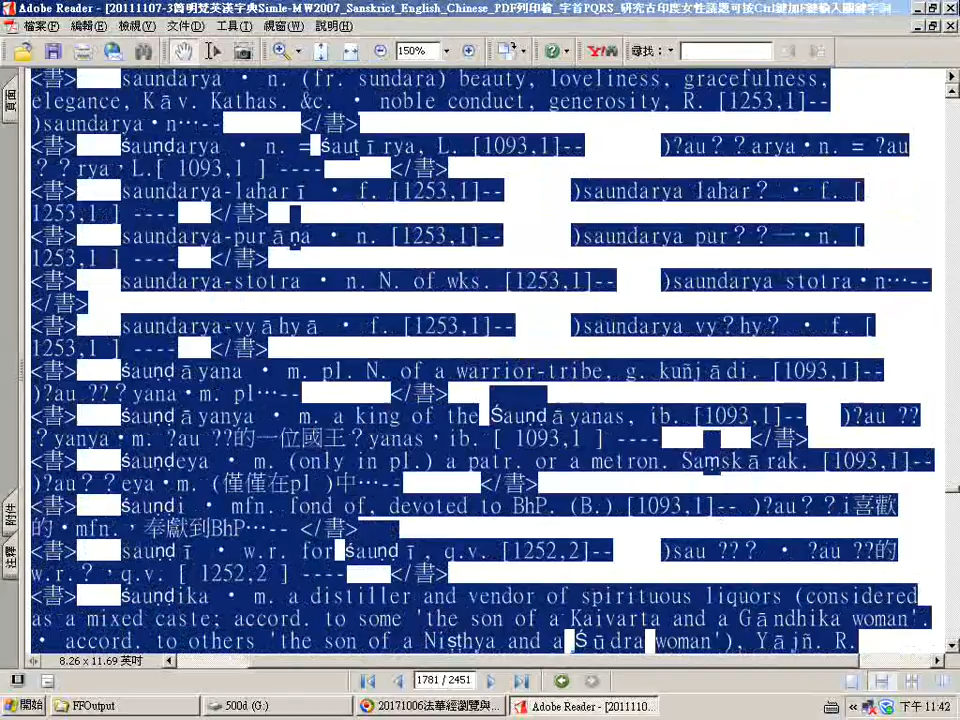 Adobe Reader - [20111107-3簡明梵英漢字典Simle-MW2007_Sanskrict_English_Chinese_PDF列印檔_字首PQRS_研究古印度女性議題可按Ctrl鍵加F鍵輸入關鍵字詞
檔案(F) 編輯(E) 檢視(V) 文件(D) 工具(T) 視窗(W) 說明(H)
150% 尋找：
頁面
附件
注釋
<書> saundarya · n. (fr. sundara) beauty, loveliness, gracefulness,
elegance, Kāv. Kathas. &c. · noble conduct, generosity, R. [1253,1]--
)saundarya·n…-- </書>
<書> śauṇḍarya · n. = śauṭīrya, L. [1093,1]-- )?au？？arya·n. = ?au
？？rya，L.[ 1093,1 ] ---- </書>
<書> saundarya-laharī · f. [1253,1]-- )saundarya lahar？ · f. [
1253,1 ] ---- </書>
<書> saundarya-purāṇa · n. [1253,1]-- )saundarya pur？？一·n. [
1253,1 ] ---- </書>
<書> saundarya-stotra · n. N. of wks. [1253,1]-- )saundarya stotra·n…--
</書>
<書> saundarya-vyāhyā · f. [1253,1]-- )saundarya vy？hy？ · f. [
1253,1 ] ---- </書>
<書> śauṇḍāyana · m. pl. N. of a warrior-tribe, g. kuñjādi. [1093,1]--
)?au ??？yana·m. pl…-- </書>
<書> śauṇḍāyanya · m. a king of the Śauṇḍāyanas, ib. [1093,1]-- )?au ??
？yanya·m. ?au ??的一位國王？yanas，ib. [ 1093,1 ] ---- </書>
<書> śauṇḍeya · m. (only in pl.) a patr. or a metron. Saṃskārak. [1093,1]--
)?au？？eya·m. (僅僅在pl )中…-- </書>
<書> śauṇḍi · mfn. fond of, devoted to BhP. (B.) [1093,1]-- )?au？？i喜歡
的·mfn.，奉獻到BhP…-- </書>
<書> sauṇḍī · w.r. for śauṇḍī, q.v. [1252,2]-- )sau ??？ · ?au ??的
w.r.？，q.v. [ 1252,2 ] ---- </書>
<書> śauṇḍika · m. a distiller and vendor of spirituous liquors (considered
as a mixed caste; accord. to some 'the son of a Kaivarta and a Gāndhika woman'.
· accord. to others 'the son of a Niṣṭhya and a Śūdra woman'), Yājñ. R.
8.26 x 11.69 英吋
1781 / 2451
開始 FFOutput 500d (G:) 20171006法華經瀏覽與... Adobe Reader - [201110... 下午 11:42